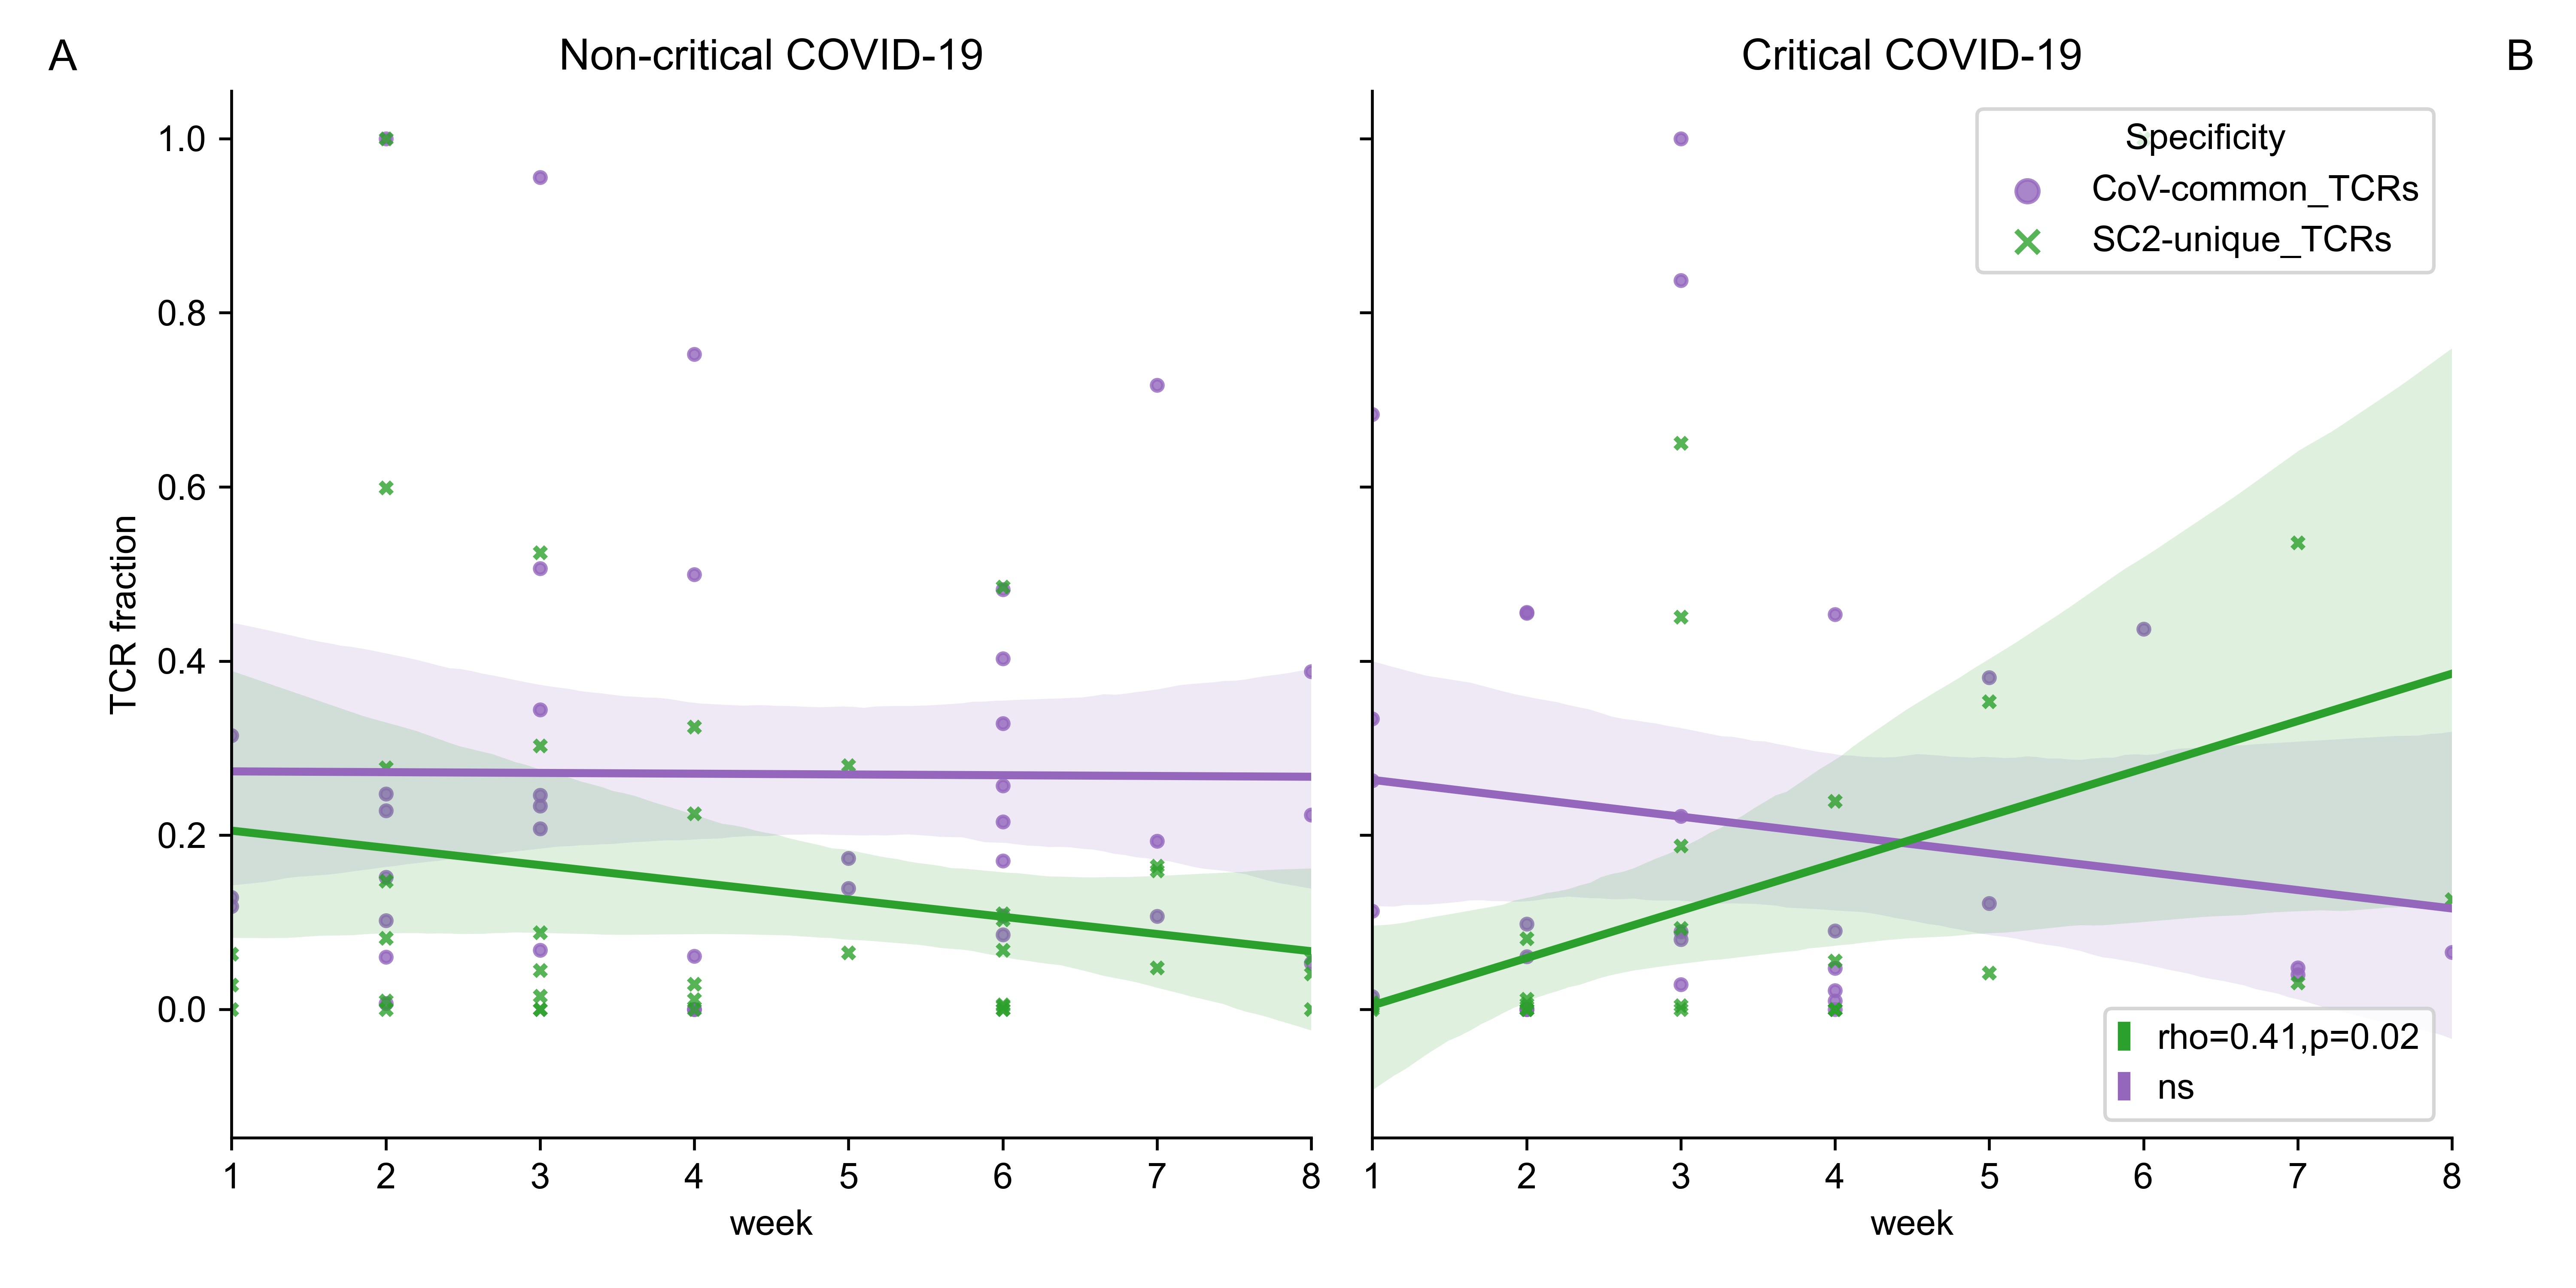 A
Non-critical COVID-19
Critical COVID-19
B
TCR fraction
1.0
0.8
0.6
0.4
0.2
0.0
1 2 3 4 5 6 7 8
week
Specificity
CoV-common_TCRs
SC2-unique_TCRs
rho=0.41,p=0.02
ns
1 2 3 4 5 6 7 8
week